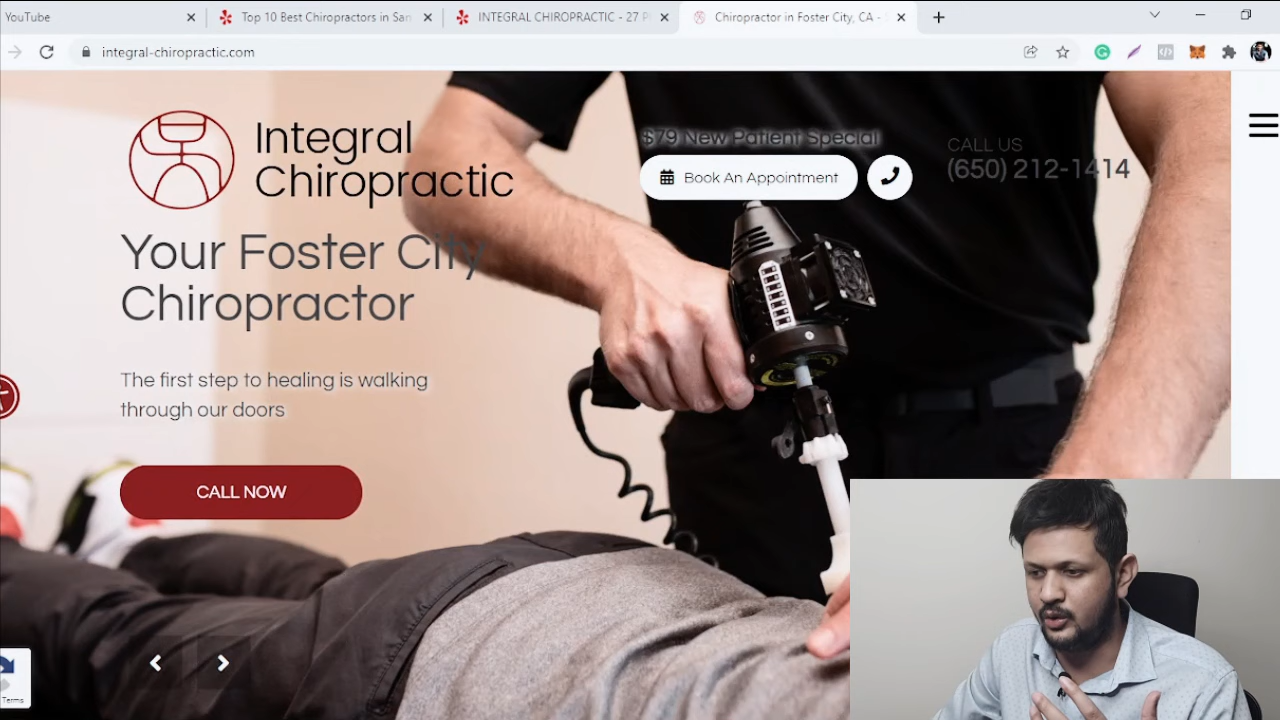 YouTube
Top 10 Best Chiropractors in San
INTEGRAL CHIROPRACTIC - 27 P
Chiropractor in Foster City, CA -
integral-chiropractic.com
Integral
Chiropractic
$79 New Patient Special
Book An Appointment
CALL US
(650) 212-1414
Your Foster City
Chiropractor
The first step to healing is walking
through our doors
CALL NOW
Terms